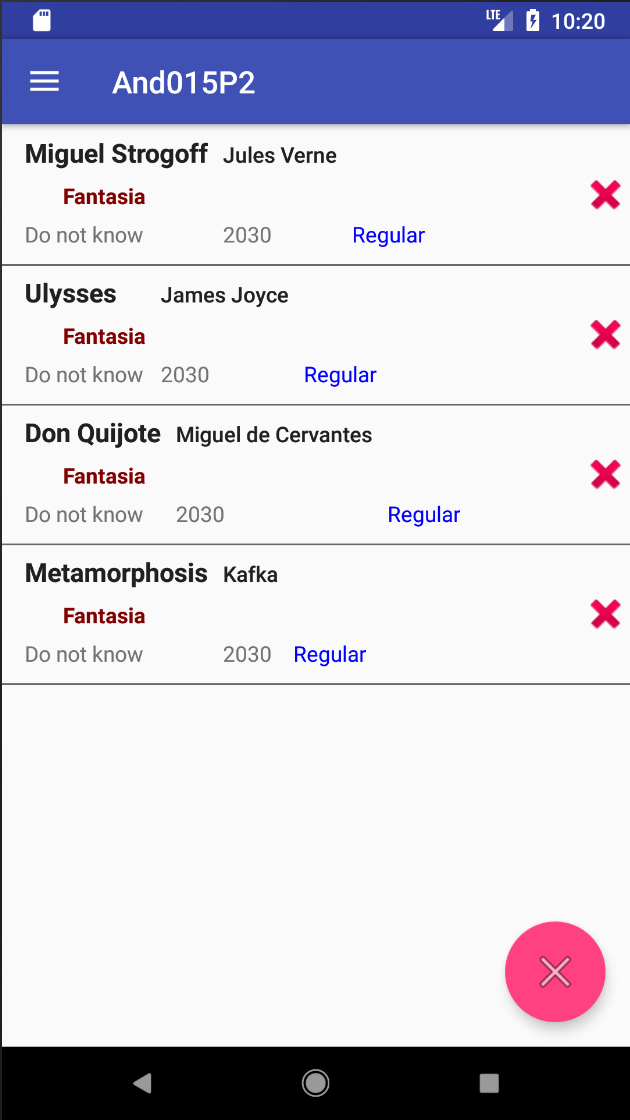 LTE 10:20
And015P2
Miguel Strogoff Jules Verne
Fantasia
Do not know 2030 Regular
Ulysses James Joyce
Fantasia
Do not know 2030 Regular
Don Quijote Miguel de Cervantes
Fantasia
Do not know 2030 Regular
Metamorphosis Kafka
Fantasia
Do not know 2030 Regular